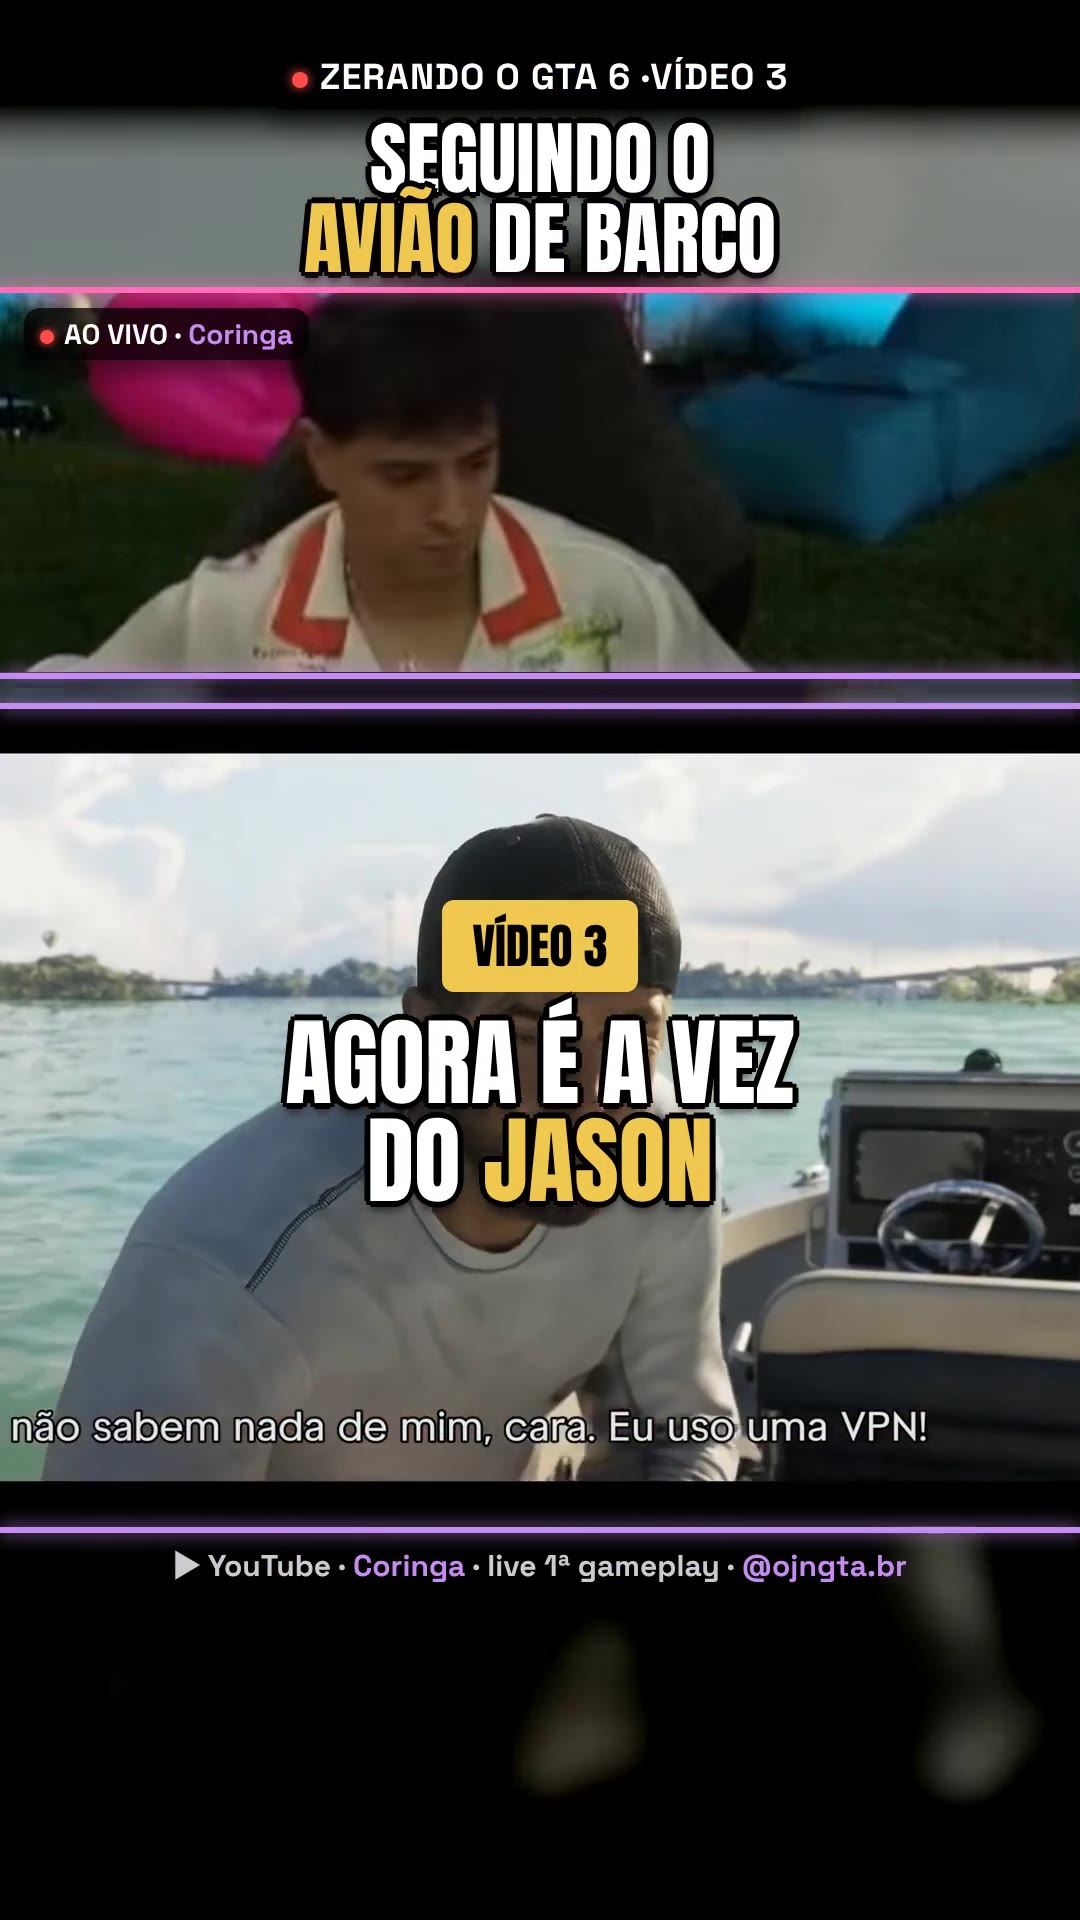 ZERANDO O GTA 6 ·VÍDEO 3
SEGUINDO O
AVIÃO DE BARCO
AO VIVO · Coringa
VÍDEO 3
AGORA É A VEZ
DO JASON
não sabem nada de mim, cara. Eu uso uma VPN!
▶ YouTube · Coringa · live 1ª gameplay · @ojngta.br